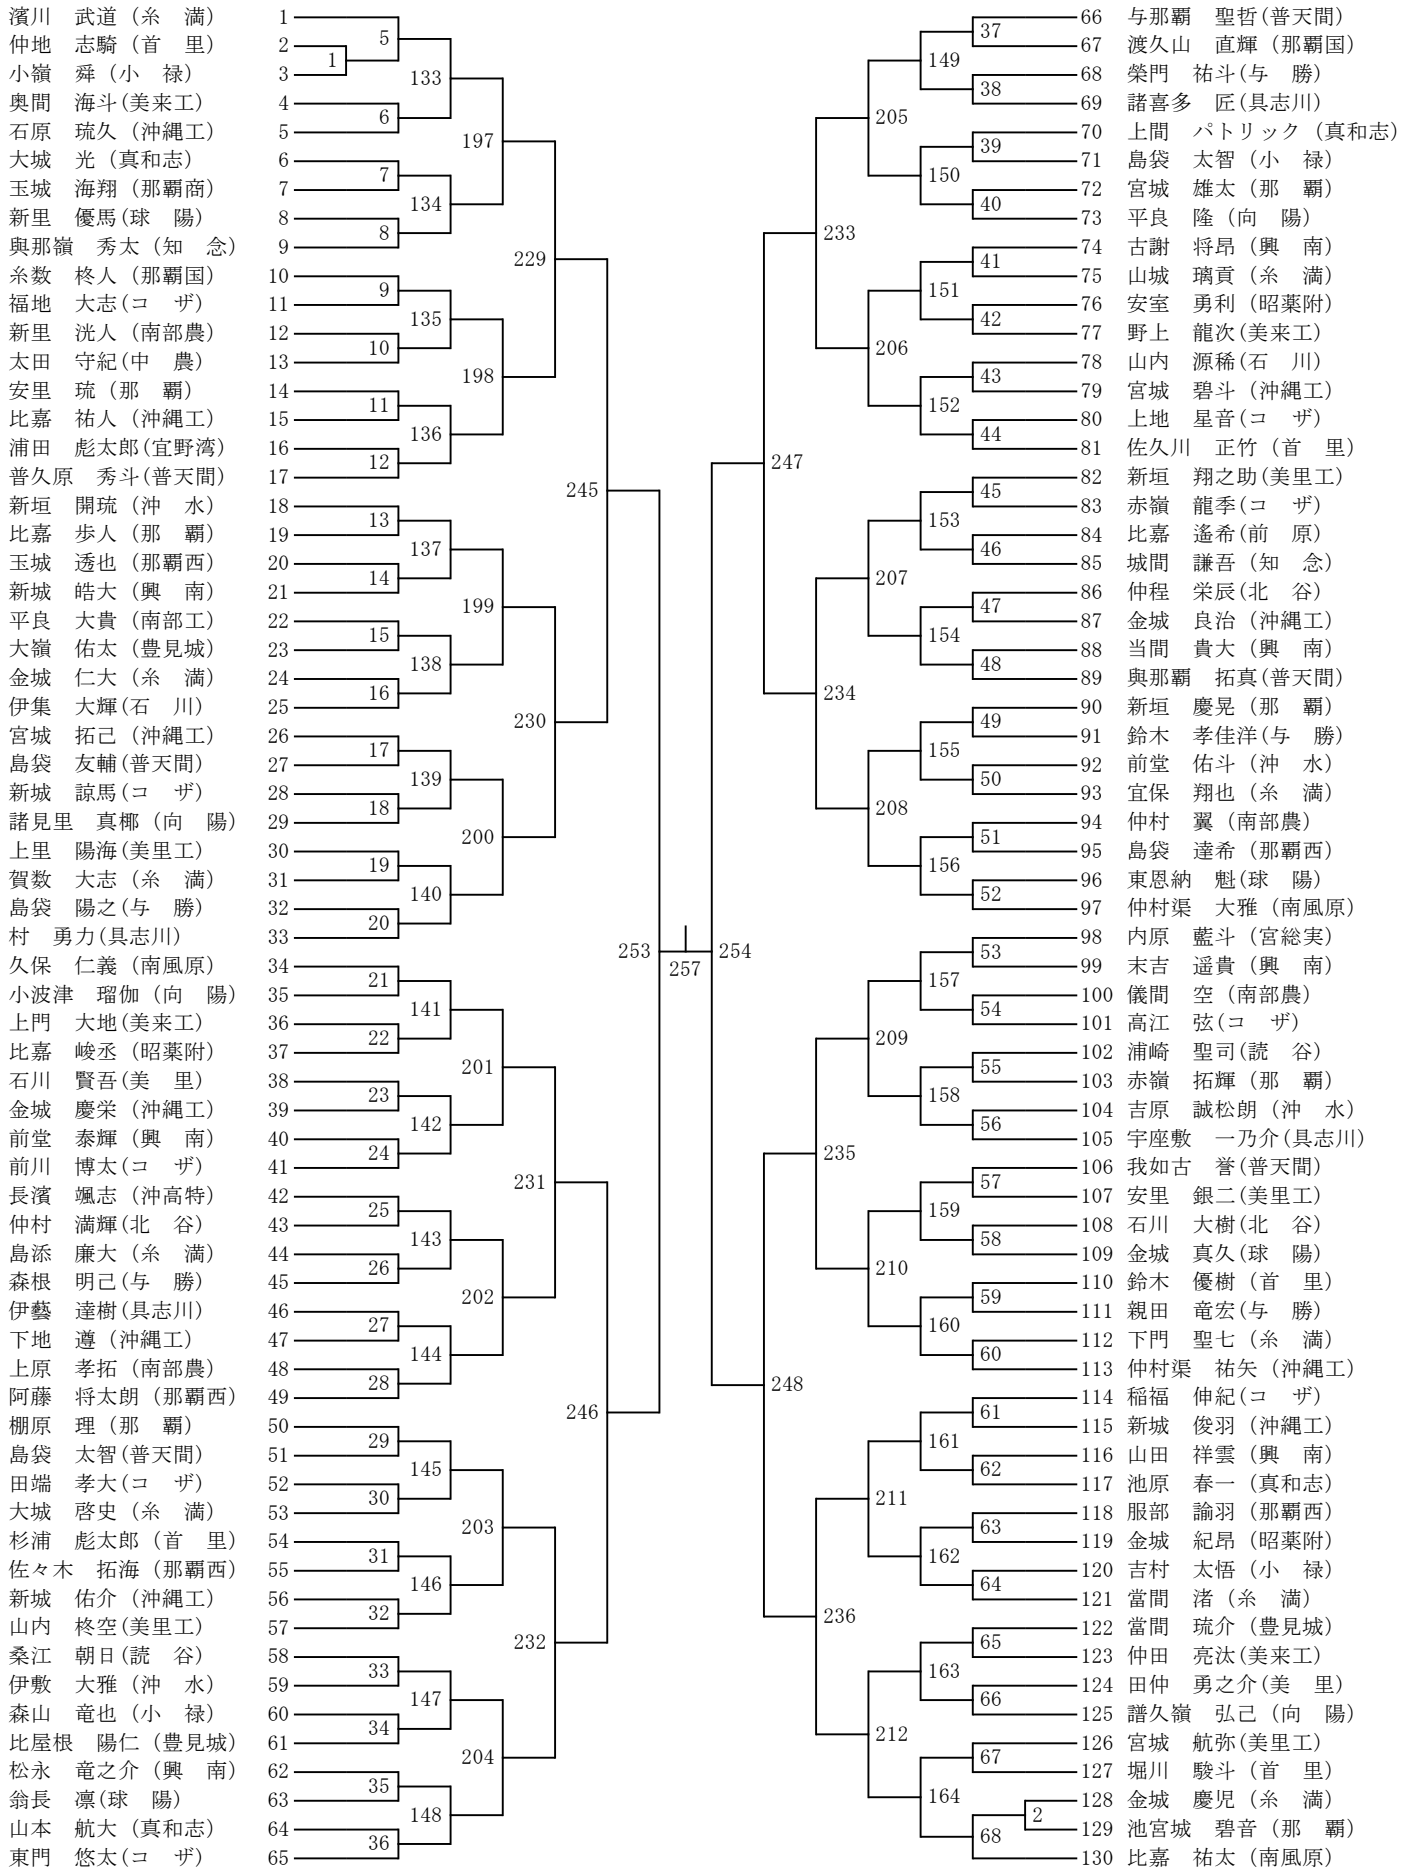 濱川　武道（糸　満） 1
仲地　志騎（首　里） 2
小嶺　舜（小　禄） 3
奥間　海斗(美来工) 4
石原　琉久（沖縄工） 5
大城　光（真和志） 6
玉城　海翔（那覇商） 7
新里　優馬(球　陽) 8
與那嶺　秀太（知　念） 9
糸数　柊人（那覇国） 10
福地　大志(コ　ザ) 11
新里　洸人（南部農） 12
太田　守紀(中　農) 13
安里　琉（那　覇） 14
比嘉　祐人（沖縄工） 15
浦田　彪太郎(宜野湾) 16
普久原　秀斗(普天間) 17
新垣　開琉（沖　水） 18
比嘉　歩人（那　覇） 19
玉城　透也（那覇西） 20
新城　皓大（興　南） 21
平良　大貴（南部工） 22
大嶺　佑太（豊見城） 23
金城　仁大（糸　満） 24
伊集　大輝(石　川) 25
宮城　拓己（沖縄工） 26
島袋　友輔(普天間) 27
新城　諒馬(コ　ザ) 28
諸見里　真椰（向　陽） 29
上里　陽海(美里工) 30
賀数　大志（糸　満） 31
島袋　陽之(与　勝) 32
村　勇力(具志川) 33
久保　仁義（南風原） 34
小波津　瑠伽（向　陽） 35
上門　大地(美来工) 36
比嘉　峻丞（昭薬附） 37
石川　賢吾(美　里) 38
金城　慶栄（沖縄工） 39
前堂　泰輝（興　南） 40
前川　博太(コ　ザ) 41
長濱　颯志（沖高特） 42
仲村　満輝(北　谷) 43
島添　廉大（糸　満） 44
森根　明己(与　勝) 45
伊藝　達樹(具志川) 46
下地　遵（沖縄工） 47
上原　孝拓（南部農） 48
阿藤　将太朗（那覇西） 49
棚原　理（那　覇） 50
島袋　太智(普天間) 51
田端　孝大(コ　ザ) 52
大城　啓史（糸　満） 53
杉浦　彪太郎（首　里） 54
佐々木　拓海（那覇西） 55
新城　佑介（沖縄工） 56
山内　柊空(美里工) 57
桑江　朝日(読　谷) 58
伊敷　大雅（沖　水） 59
森山　竜也（小　禄） 60
比屋根　陽仁（豊見城） 61
松永　竜之介（興　南） 62
翁長　凛(球　陽) 63
山本　航大（真和志） 64
東門　悠太(コ　ザ) 65
1
5
6
7
8
9
10
11
12
13
14
15
16
17
18
19
20
21
22
23
24
25
26
27
28
29
30
31
32
33
34
35
36
133
134
135
136
137
138
139
140
141
142
143
144
145
146
147
148
197
198
199
200
201
202
203
204
229
230
231
232
245
246
253
257
254
247
248
233
234
235
236
205
206
207
208
209
210
211
212
149
150
151
152
153
154
155
156
157
158
159
160
161
162
163
164
37
38
39
40
41
42
43
44
45
46
47
48
49
50
51
52
53
54
55
56
57
58
59
60
61
62
63
64
65
66
67
68
2
66 与那覇　聖哲(普天間)
67 渡久山　直輝（那覇国）
68 榮門　祐斗(与　勝)
69 諸喜多　匠(具志川)
70 上間　パトリック（真和志）
71 島袋　太智（小　禄）
72 宮城　雄太（那　覇）
73 平良　隆（向　陽）
74 古謝　将昂（興　南）
75 山城　璃貢（糸　満）
76 安室　勇利（昭薬附）
77 野上　龍次(美来工)
78 山内　源稀(石　川)
79 宮城　碧斗（沖縄工）
80 上地　星音(コ　ザ)
81 佐久川　正竹（首　里）
82 新垣　翔之助(美里工)
83 赤嶺　龍季(コ　ザ)
84 比嘉　遙希(前　原)
85 城間　謙吾（知　念）
86 仲程　栄辰(北　谷)
87 金城　良治（沖縄工）
88 当間　貴大（興　南）
89 與那覇　拓真(普天間)
90 新垣　慶晃（那　覇）
91 鈴木　孝佳洋(与　勝)
92 前堂　佑斗（沖　水）
93 宜保　翔也（糸　満）
94 仲村　翼（南部農）
95 島袋　達希（那覇西）
96 東恩納　魁(球　陽)
97 仲村渠　大雅（南風原）
98 内原　藍斗（宮総実）
99 末吉　遥貴（興　南）
100 儀間　空（南部農）
101 高江　弦(コ　ザ)
102 浦崎　聖司(読　谷)
103 赤嶺　拓輝（那　覇）
104 吉原　誠松朗（沖　水）
105 宇座敷　一乃介(具志川)
106 我如古　誉(普天間)
107 安里　銀二(美里工)
108 石川　大樹(北　谷)
109 金城　真久(球　陽)
110 鈴木　優樹（首　里）
111 親田　竜宏(与　勝)
112 下門　聖七（糸　満）
113 仲村渠　祐矢（沖縄工）
114 稲福　伸紀(コ　ザ)
115 新城　俊羽（沖縄工）
116 山田　祥雲（興　南）
117 池原　春一（真和志）
118 服部　諭羽（那覇西）
119 金城　紀昂（昭薬附）
120 吉村　太悟（小　禄）
121 當間　渚（糸　満）
122 當間　琉介（豊見城）
123 仲田　亮汰(美来工)
124 田仲　勇之介(美　里)
125 譜久嶺　弘己（向　陽）
126 宮城　航弥(美里工)
127 堀川　駿斗（首　里）
128 金城　慶児（糸　満）
129 池宮城　碧音（那　覇）
130 比嘉　祐太（南風原）